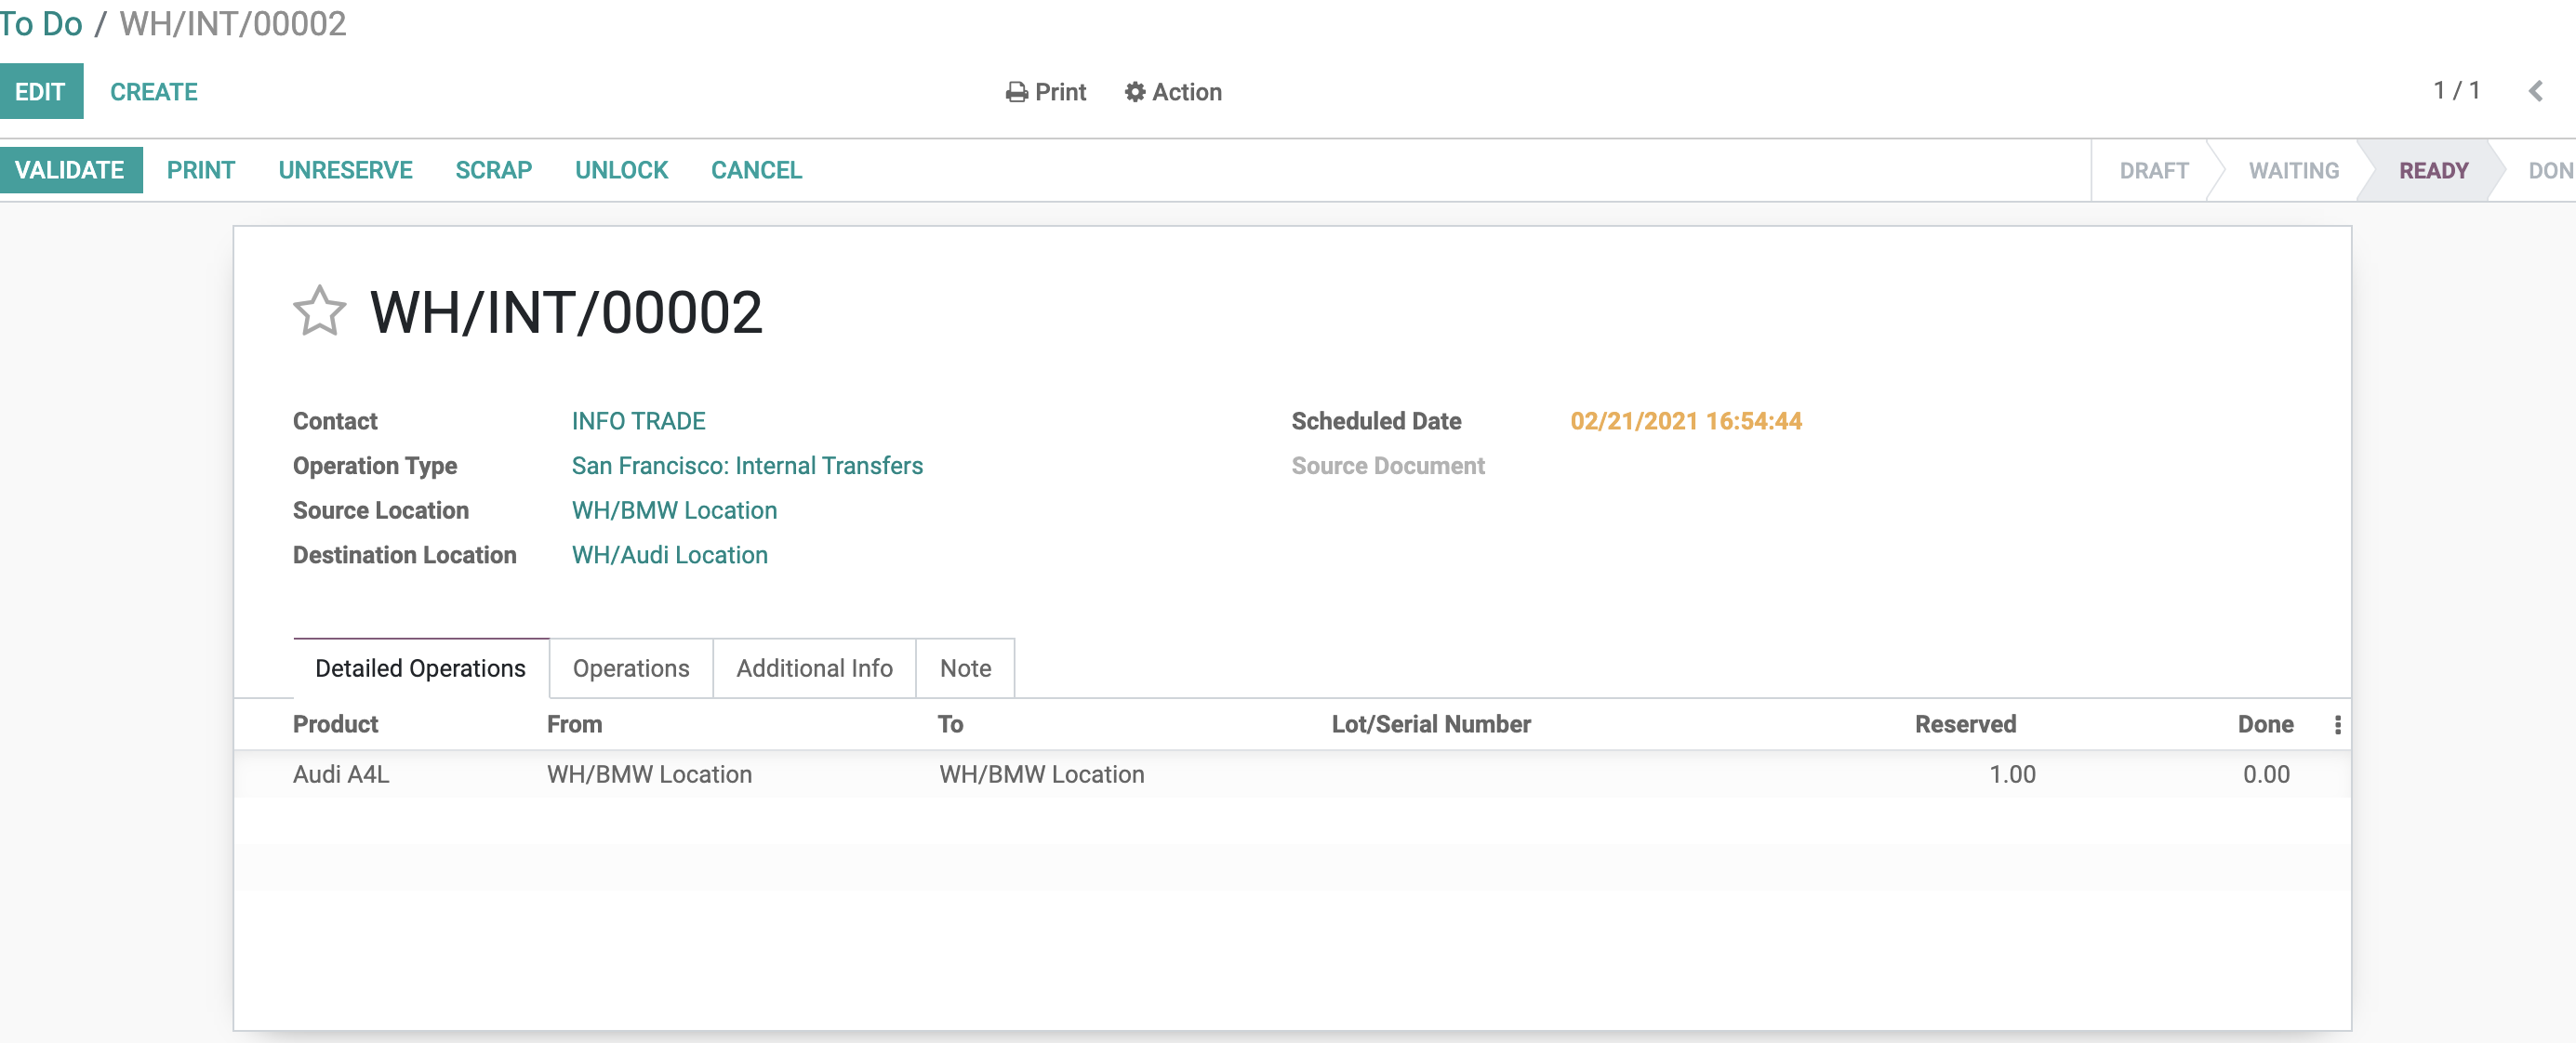 To Do / WH/INT/00002
EDIT CREATE Print Action 1 / 1
VALIDATE PRINT UNRESERVE SCRAP UNLOCK CANCEL DRAFT WAITING READY DON
WH/INT/00002
Contact INFO TRADE Scheduled Date 02/21/2021 16:54:44
Operation Type San Francisco: Internal Transfers Source Document
Source Location WH/BMW Location
Destination Location WH/Audi Location
Detailed Operations Operations Additional Info Note
Product From To Lot/Serial Number Reserved Done
Audi A4L WH/BMW Location WH/BMW Location 1.00 0.00